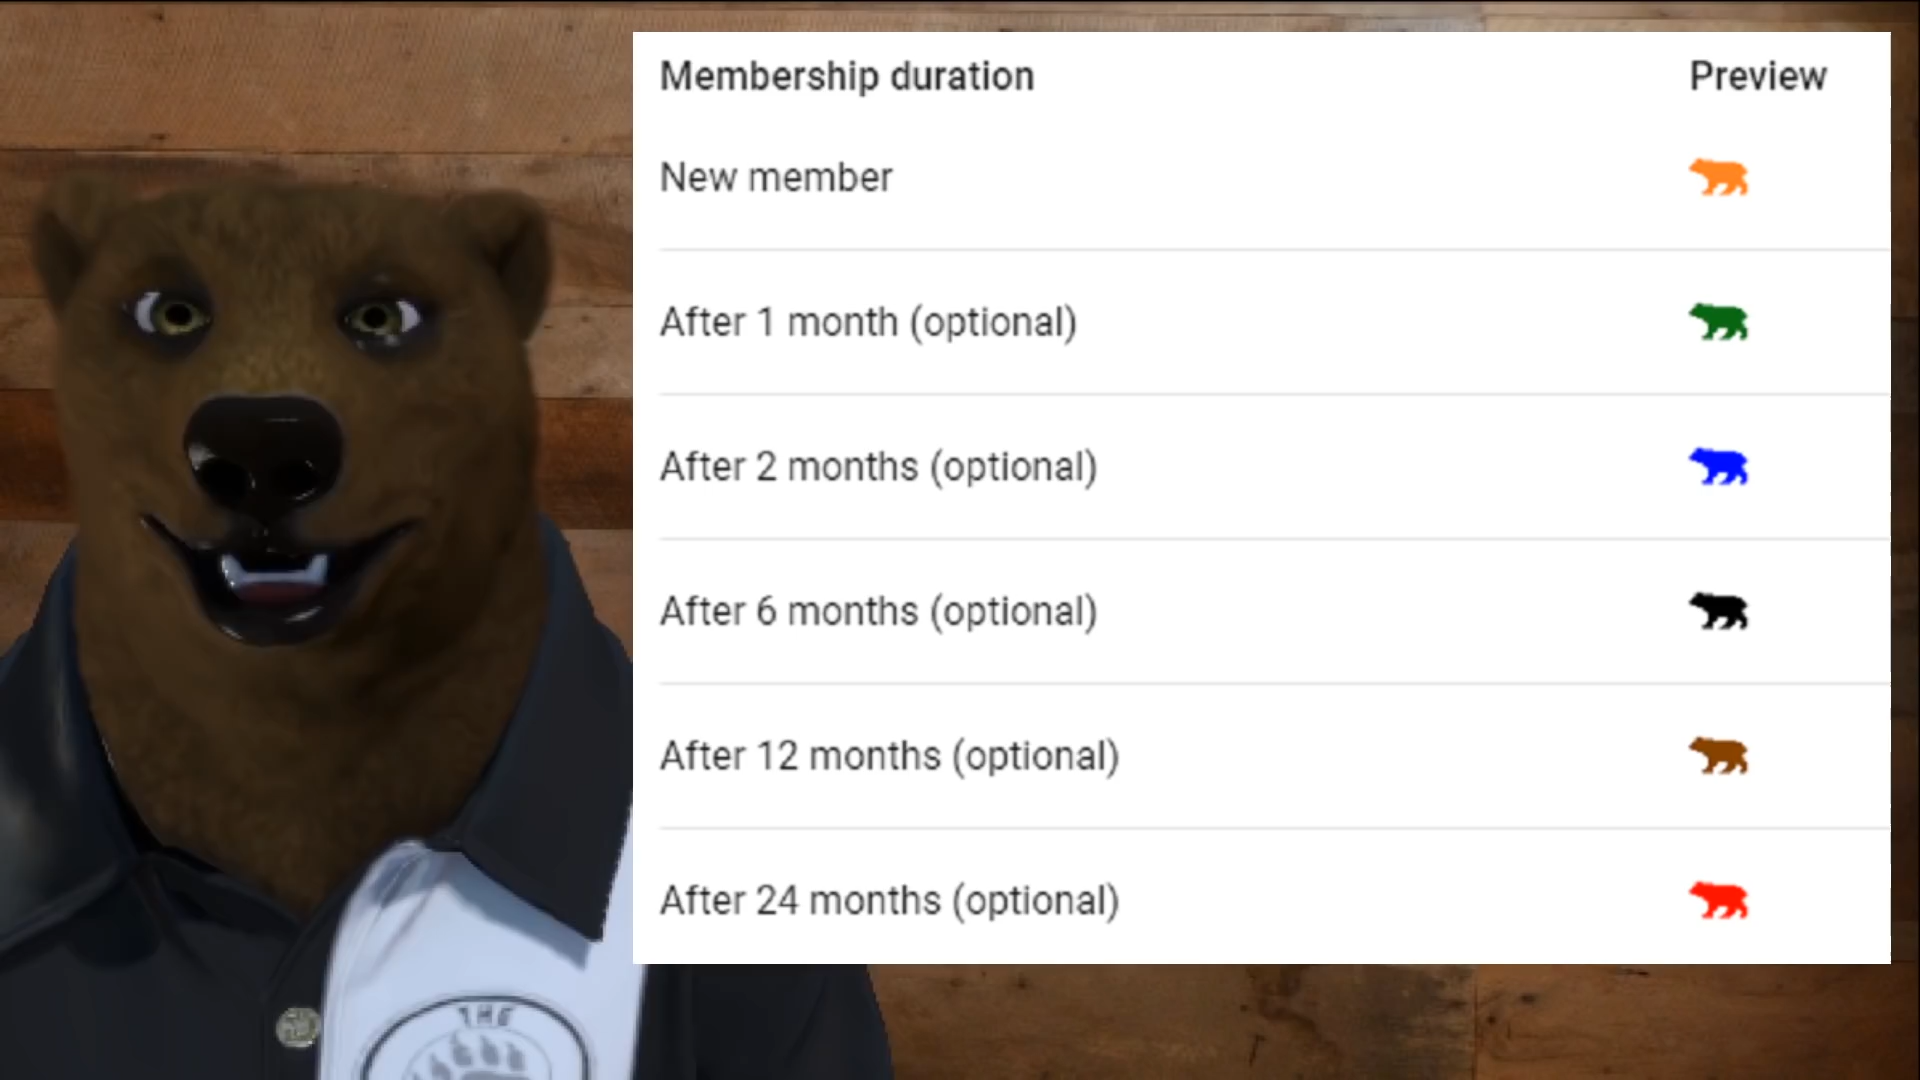 Membership duration Preview
New member
After 1 month (optional)
After 2 months (optional)
After 6 months (optional)
After 12 months (optional)
After 24 months (optional)
THE